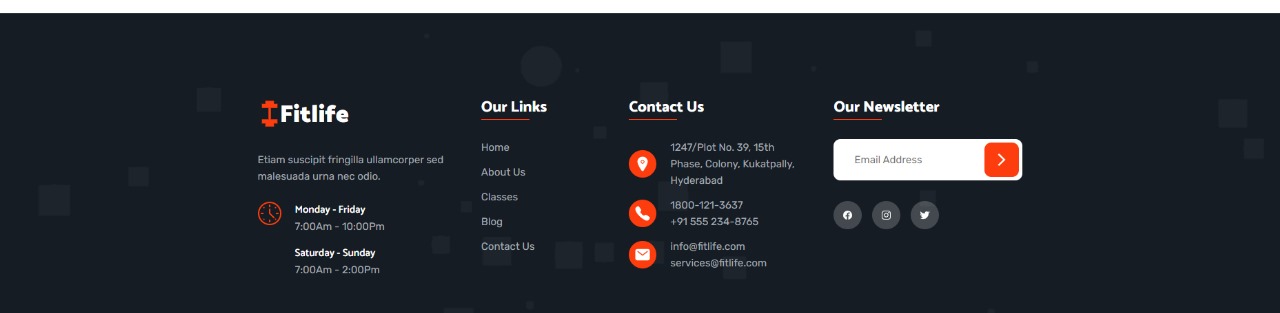 Fitlife
Etiam suscipit fringilla ullamcorper sed
malesuada urna nec odio.
Monday - Friday
7:00Am - 10:00Pm
Saturday - Sunday
7:00Am - 2:00Pm
Our Links
Home
About Us
Classes
Blog
Contact Us
Contact Us
1247/Plot No. 39, 15th
Phase, Colony, Kukatpally,
Hyderabad
1800-121-3637
+91 555 234-8765
info@fitlife.com
services@fitlife.com
Our Newsletter
Email Address